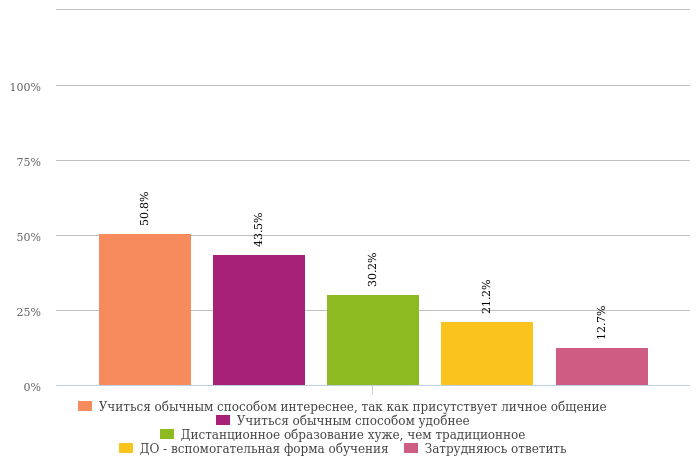 100%
75%
50%
25%
0%
50.8%
43.5%
30.2%
21.2%
12.7%
Учиться обычным способом интереснее, так как присутствует личное общение
Учиться обычным способом удобнее
Дистанционное образование хуже, чем традиционное
ДО - вспомогательная форма обучения Затрудняюсь ответить